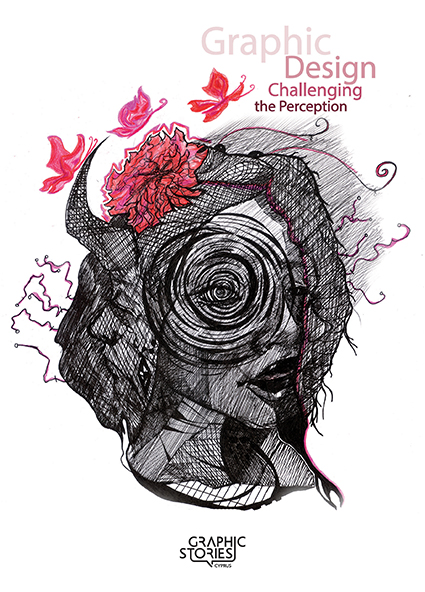 Graphic
Design
Challenging
the Perception
GRAPHIC
STORIES
CYPRUS